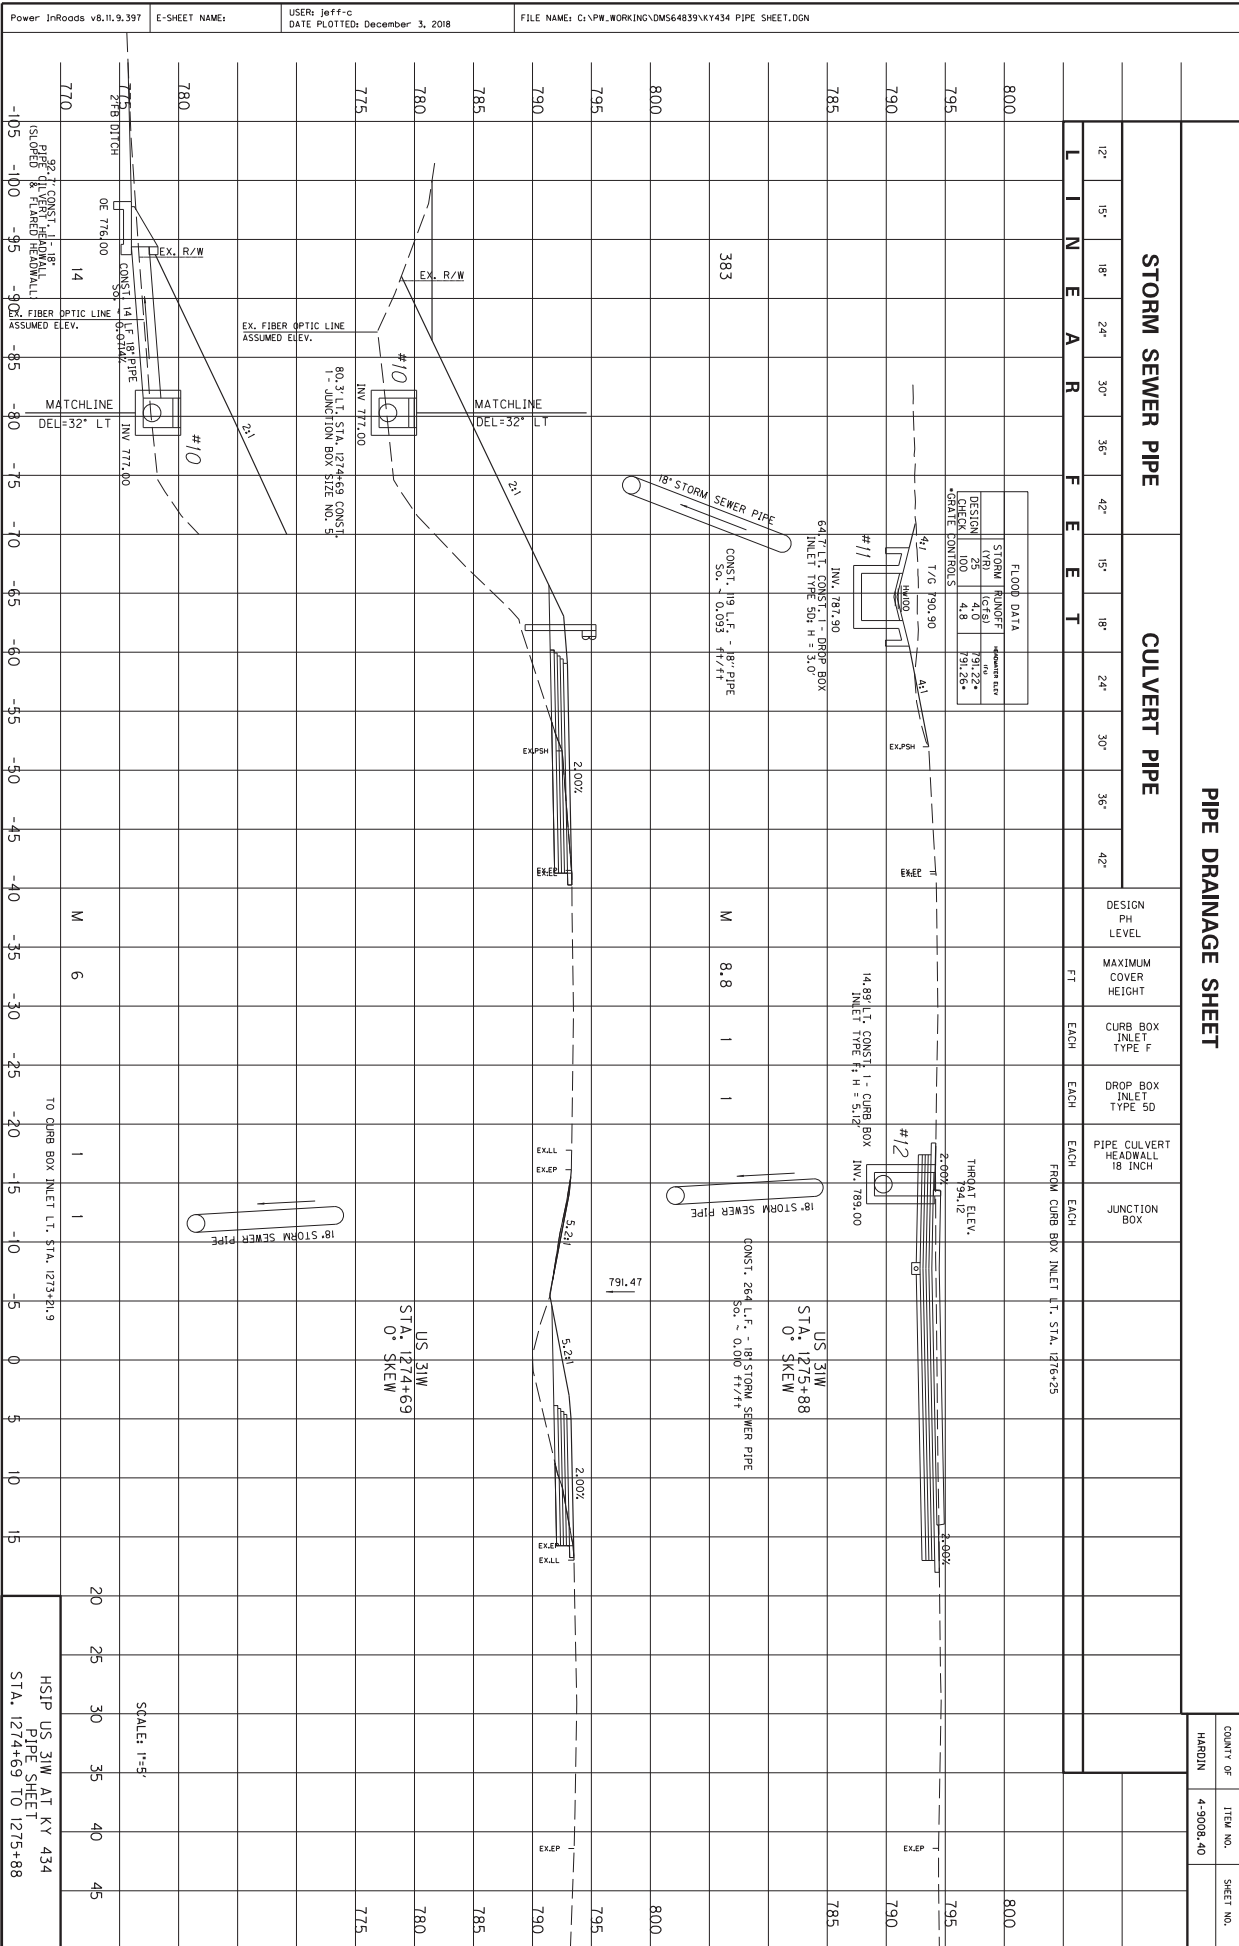 PIPE DRAINAGE SHEET
COUNTY OF
ITEM NO.
SHEET NO.
HARDIN
4-9008.40
STORM SEWER PIPE
CULVERT PIPE
12"
15"
18"
24"
30"
36"
42"
15"
18"
24"
30"
36"
42"
LINEAR FEET
DESIGN
PH
LEVEL
MAXIMUM
COVER
HEIGHT
CURB BOX
INLET
TYPE F
DROP BOX
INLET
TYPE 5D
PIPE CULVERT
HEADWALL
18 INCH
JUNCTION
BOX
FT
EACH
EACH
EACH
EACH
FROM CURB BOX INLET LT. STA. 1276+25
800
795
790
785
800
795
790
785
FLOOD DATA
STORM
(YR)
RUNOFF
(cfs)
HEADWATER ELEV
DESIGN
25
4.0
791.22*
CHECK
100
4.8
791.26*
*GRATE CONTROLS
4:1
T/G 790.90
HW100
4:1
EX.PSH
EX.EP
#11
INV. 787.90
64.7' LT. CONST. 1 - DROP BOX
INLET TYPE 5D; H = 3.0'
THROAT ELEV.
794.12
2.00%
2.00%
EX.EP
#12
INV. 789.00
14.89' LT. CONST. 1 - CURB BOX
INLET TYPE F; H = 5.12'
US 31W
STA. 1275+88
0° SKEW
18" STORM SEWER PIPE
CONST. 119 L.F. - 18" PIPE
So. ~ 0.093 ft/ft
18" STORM SEWER PIPE
CONST. 264 L.F. - 18" STORM SEWER PIPE
So. ~ 0.010 ft/ft
383
M
8.8
1
1
800
795
790
785
780
775
800
795
790
785
780
775
791.47
2:1
2.00%
EX.PSH
EX.EP
EX.LL
EX.EP
5.2:1
5.2:1
2.00%
EX.EP
EX.LL
EX.EP
MATCHLINE
DEL=32° LT
EX. R/W
#10
INV 777.00
80.3' LT. STA. 1274+69 CONST.
1 - JUNCTION BOX SIZE NO. 5
EX. FIBER OPTIC LINE
ASSUMED ELEV.
US 31W
STA. 1274+69
0° SKEW
18" STORM SEWER PIPE
780
775
770
EX. R/W
2:1
#10
2'FB DITCH
OE 776.00
CONST. 14 LF 18" PIPE
INV 777.00
MATCHLINE
DEL=32° LT
92.7' CONST. 1 - 18"
PIPE CULVERT HEADWALL
(SLOPED & FLARED HEADWALL)
EX. FIBER OPTIC LINE
ASSUMED ELEV.
14
M
6
1
1
TO CURB BOX INLET LT. STA. 1273+21.9
SCALE: 1"=5'
-105
-100
-95
-90
-85
-80
-75
-70
-65
-60
-55
-50
-45
-40
-35
-30
-25
-20
-15
-10
-5
0
5
10
15
20
25
30
35
40
45
HSIP US 31W AT KY 434
PIPE SHEET
STA. 1274+69 TO 1275+88
Power InRoads v8.11.9.397
E-SHEET NAME:
USER: jeff-c
DATE PLOTTED: December 3, 2018
FILE NAME: C:\PW_WORKING\DMS64839\KY434 PIPE SHEET.DGN